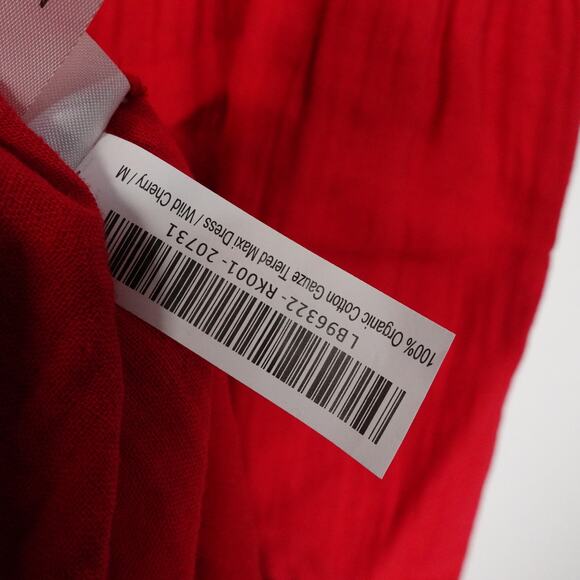 LB96322- RK001- 20731
100% Organic Cotton Gauze Tiered Maxi Dress / Wild Cherry / M